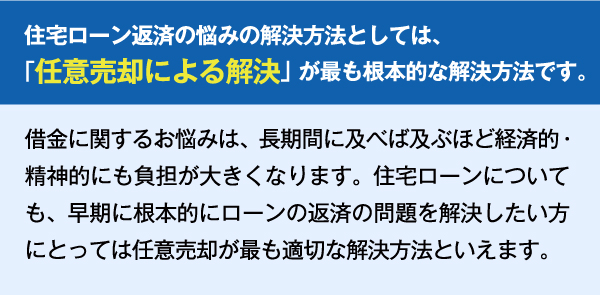 住宅ローン返済の悩みの解決方法としては、
「任意売却による解決」が最も根本的な解決方法です。
借金に関するお悩みは、長期間に及べば及ぶほど経済的・
精神的にも負担が大きくなります。住宅ローンについて
も、早期に根本的にローンの返済の問題を解決したい方
にとっては任意売却が最も適切な解決方法といえます。